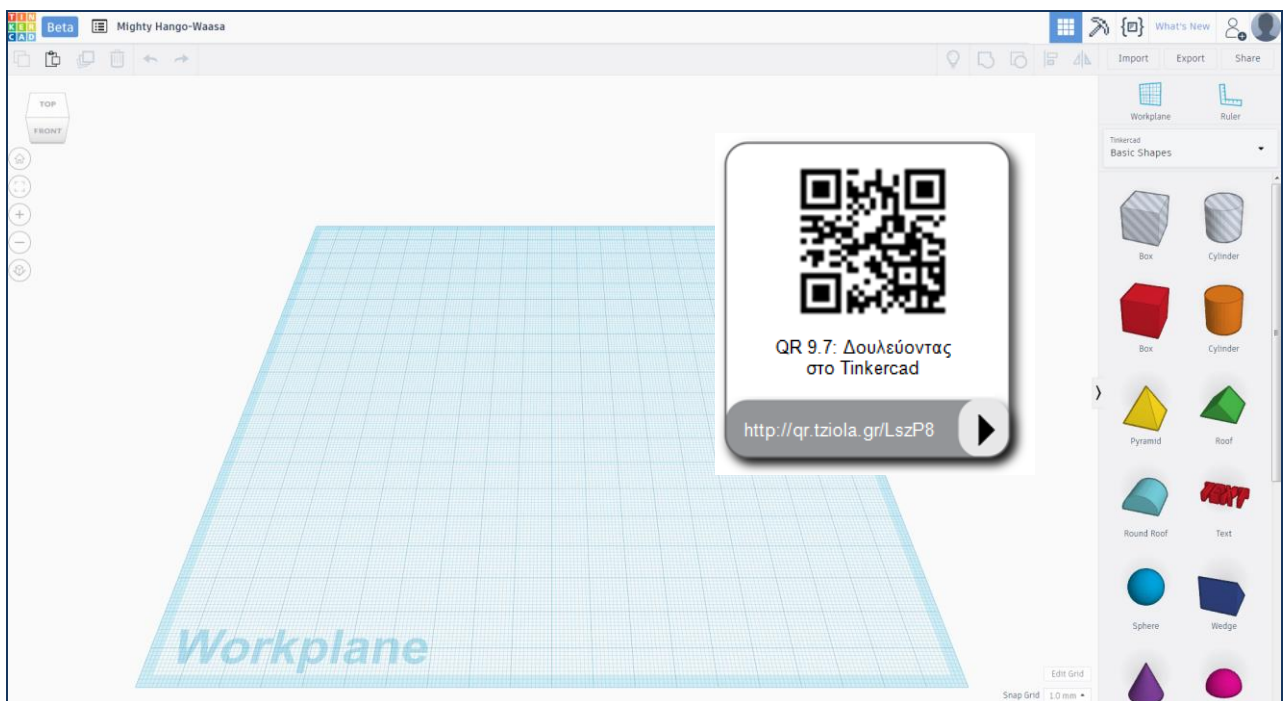 TIN
KER
CAD
Beta
Mighty Hango-Waasa
What's New
Import Export Share
TOP
FRONT
Workplane Ruler
Tinkercad
Basic Shapes
Box Cylinder
Box Cylinder
Pyramid Roof
TEXT
Round Roof Text
Sphere Wedge
QR 9.7: Δουλεύοντας
στο Tinkercad
http://qr.tziola.gr/LszP8
Workplane
Edit Grid
Snap Grid 1.0 mm